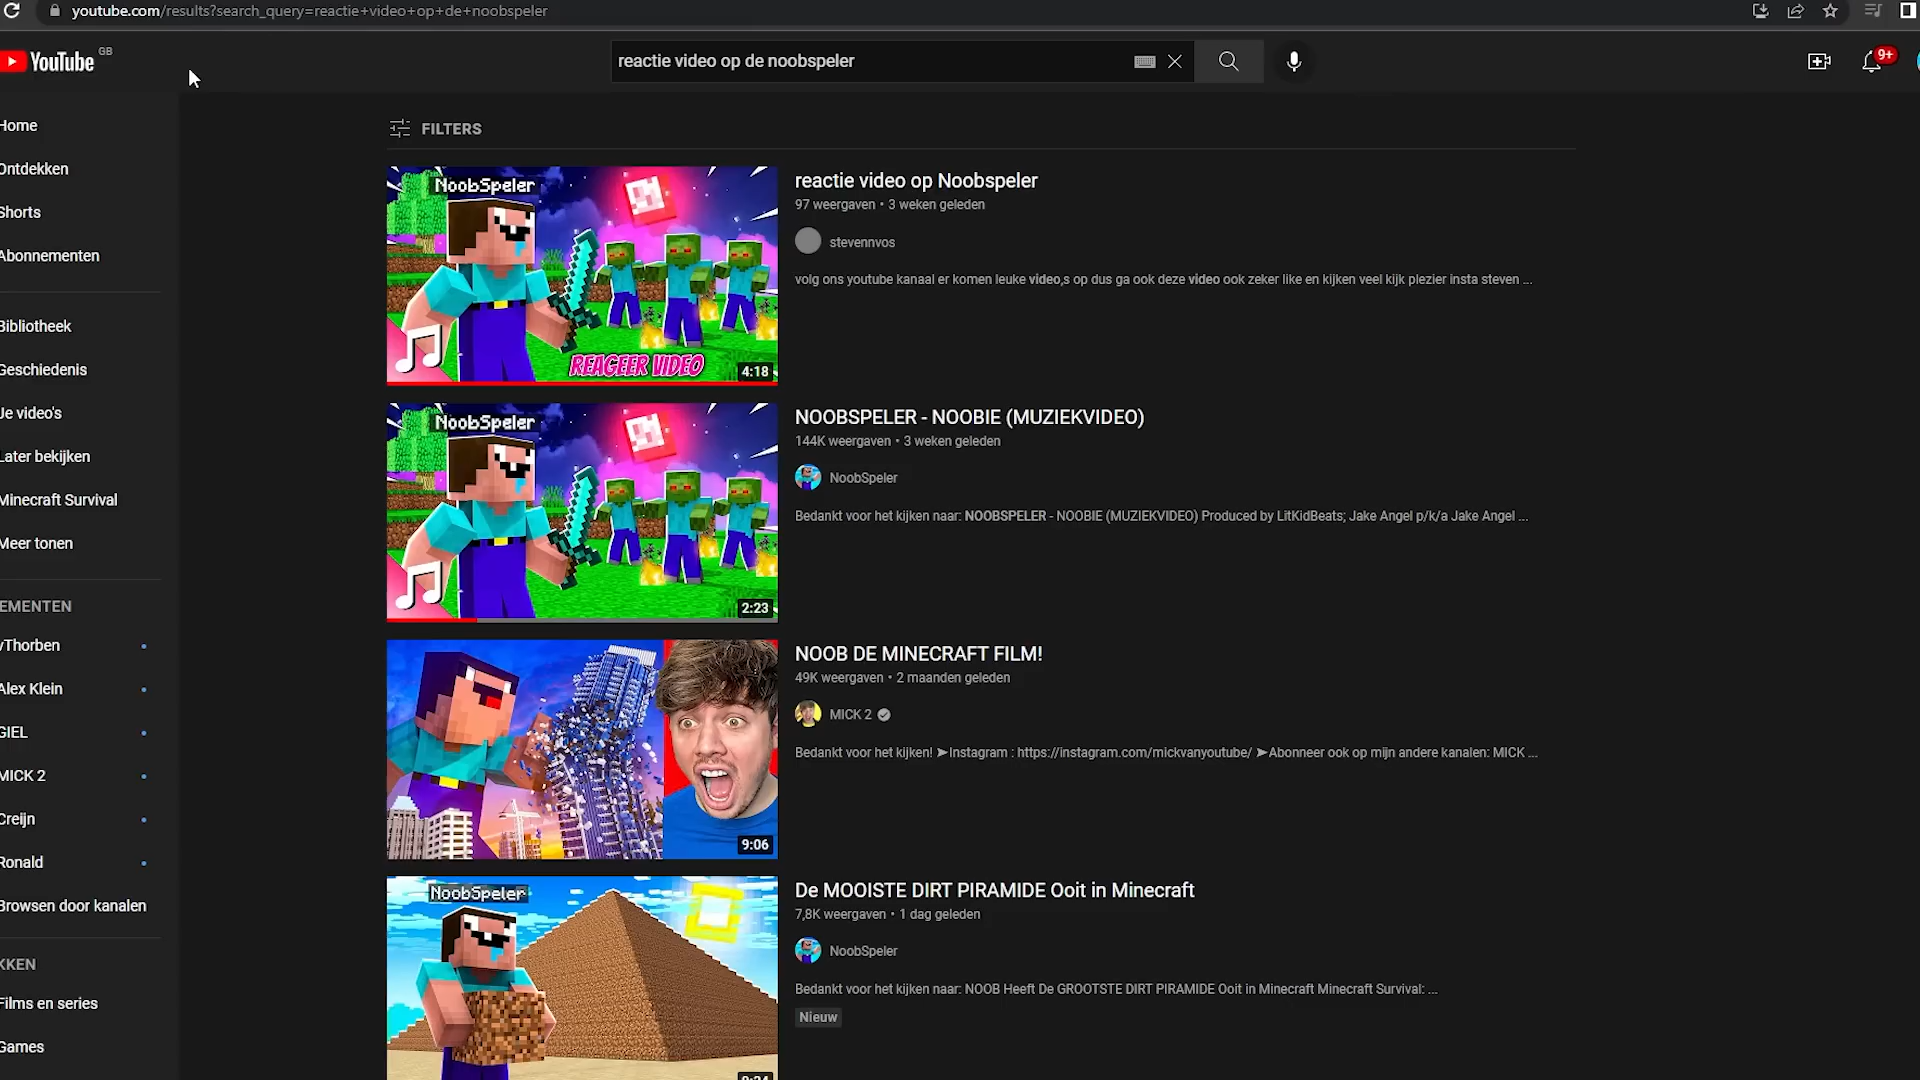 youtube.com/results?search_query=reactie+video+op+de+noobspeler
YouTube GB
reactie video op de noobspeler
9+
Home
Ontdekken
Shorts
Abonnementen
Bibliotheek
Geschiedenis
Je video's
Later bekijken
Minecraft Survival
Meer tonen
EMENTEN
vThorben
Alex Klein
GIEL
MICK 2
Creijn
Ronald
Browsen door kanalen
KKEN
Films en series
Games
FILTERS
NoobSpeler
REAGEER VIDEO
4:18
reactie video op Noobspeler
97 weergaven • 3 weken geleden
stevennvos
volg ons youtube kanaal er komen leuke video,s op dus ga ook deze video ook zeker like en kijken veel kijk plezier insta steven ...
NoobSpeler
2:23
NOOBSPELER - NOOBIE (MUZIEKVIDEO)
144K weergaven • 3 weken geleden
NoobSpeler
Bedankt voor het kijken naar: NOOBSPELER - NOOBIE (MUZIEKVIDEO) Produced by LitKidBeats; Jake Angel p/k/a Jake Angel ...
9:06
NOOB DE MINECRAFT FILM!
49K weergaven • 2 maanden geleden
MICK 2
Bedankt voor het kijken! ➤Instagram : https://instagram.com/mickvanyoutube/ ➤Abonneer ook op mijn andere kanalen: MICK ...
NoobSpeler
De MOOISTE DIRT PIRAMIDE Ooit in Minecraft
7,8K weergaven • 1 dag geleden
NoobSpeler
Bedankt voor het kijken naar: NOOB Heeft De GROOTSTE DIRT PIRAMIDE Ooit in Minecraft Minecraft Survival: ...
Nieuw